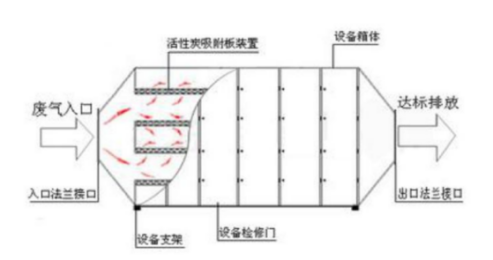 设备箱体
活性炭吸附板装置
废气入口
达标排放
入口法兰接口
出口法兰接口
设备支架
设备检修门